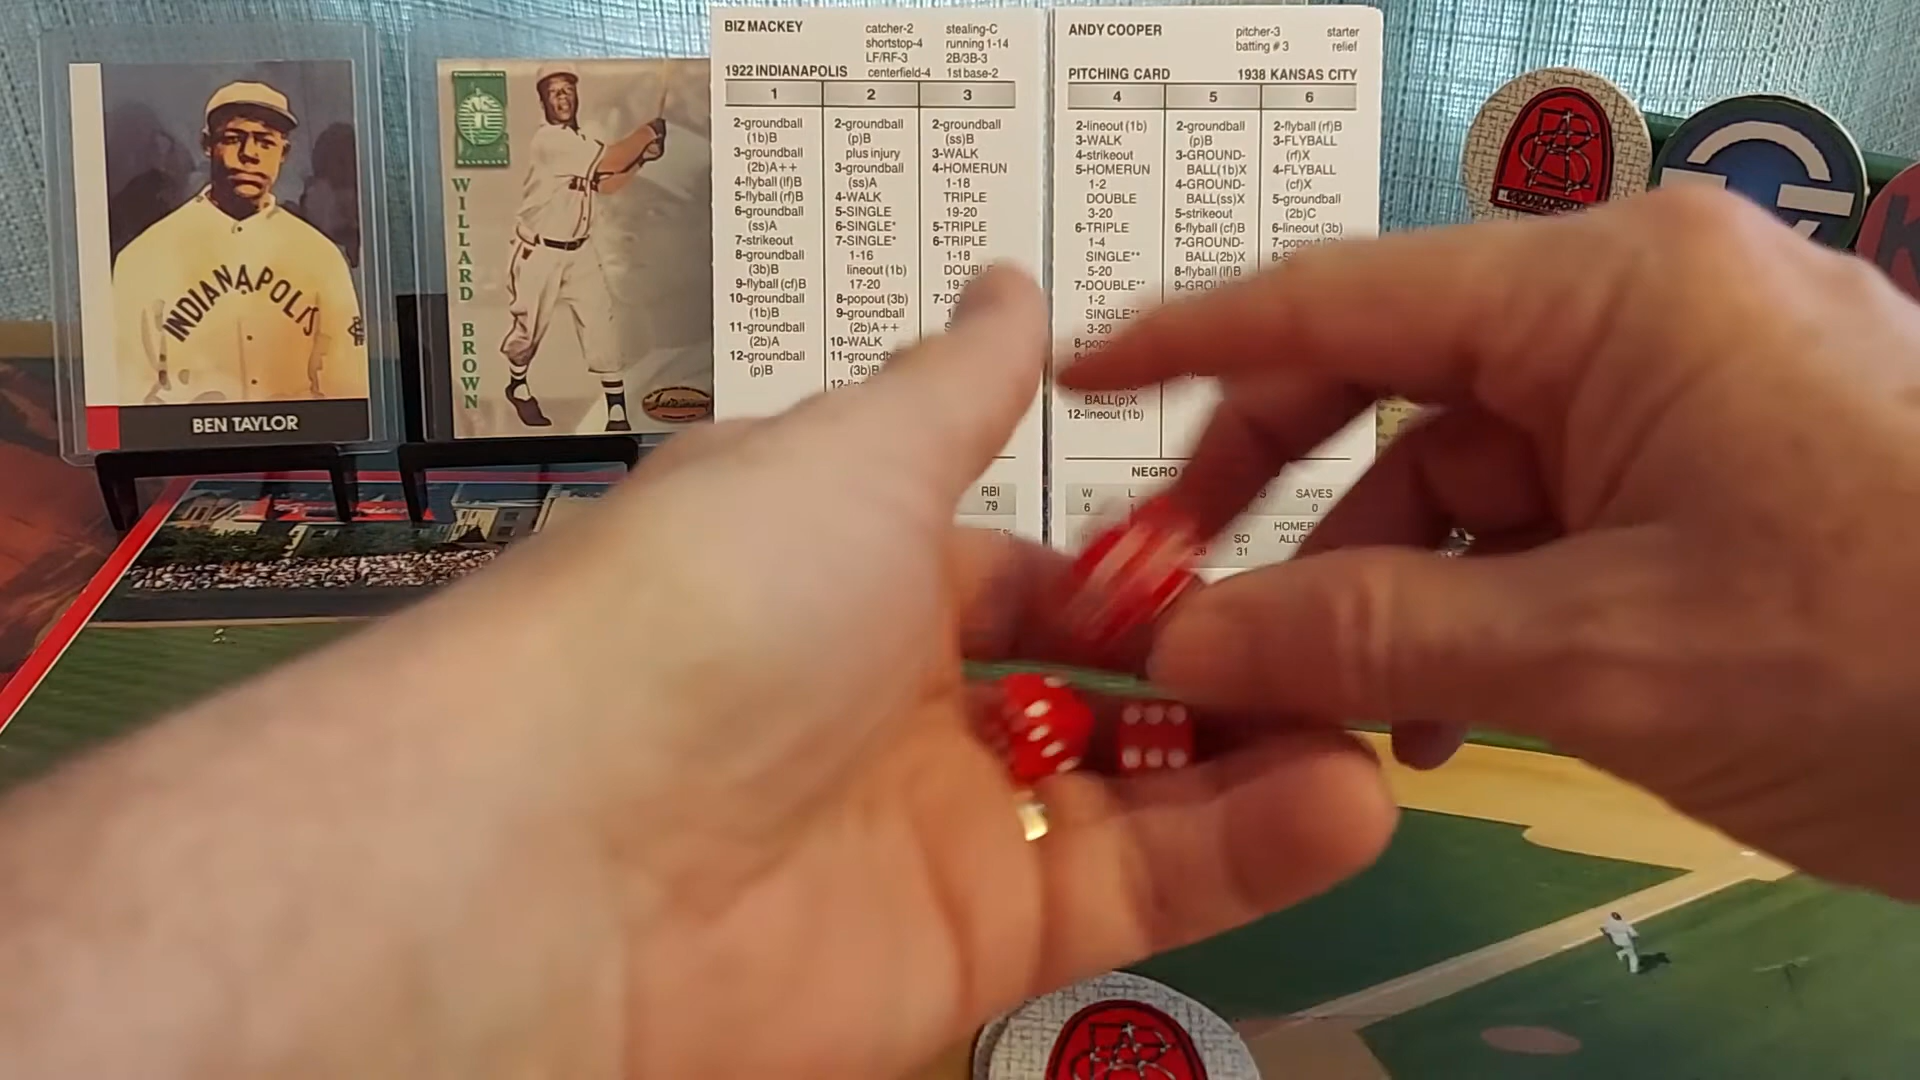 INDIANAPOLIS
BEN TAYLOR
WILLARD
BROWN
BIZ MACKEY
catcher-2
shortstop-4
LF/RF-3
centerfield-4
stealing-C
running 1-14
2B/3B-3
1st base-2
1922 INDIANAPOLIS
1 2 3
2-groundball
(1b)B
3-groundball
(2b)A++
4-flyball (lf)B
5-flyball (rf)B
6-groundball
(ss)A
7-strikeout
8-groundball
(3b)B
9-flyball (cf)B
10-groundball
(1b)B
11-groundball
(2b)A
12-groundball
(p)B
2-groundball
(p)B
plus injury
3-groundball
(ss)A
4-WALK
5-SINGLE
6-SINGLE*
7-SINGLE*
1-16
lineout (1b)
17-20
8-popout (3b)
9-groundball
(2b)A++
10-WALK
(3b)B
2-groundball
(ss)B
3-WALK
4-HOMERUN
1-18
TRIPLE
19-20
5-TRIPLE
6-TRIPLE
1-18
RBI
79
ANDY COOPER
pitcher-3
batting #3
starter
relief
PITCHING CARD
1938 KANSAS CITY
4 5 6
2-lineout (1b)
3-WALK
4-strikeout
5-HOMERUN
1-2
DOUBLE
3-20
6-TRIPLE
1-4
SINGLE**
5-20
7-DOUBLE**
1-2
3-20
12-lineout (1b)
2-groundball
(p)B
3-GROUND-
BALL(1b)X
4-GROUND-
BALL(ss)X
5-strikeout
6-flyball (cf)B
7-GROUND-
BALL(2b)X
8-flyball (lf)B
BALL(p)X
2-flyball (rf)B
3-FLYBALL
(rf)X
4-FLYBALL
(cf)X
5-groundball
(2b)C
6-lineout (3b)
NEGRO
W
6
L
SAVES
0
SO
31